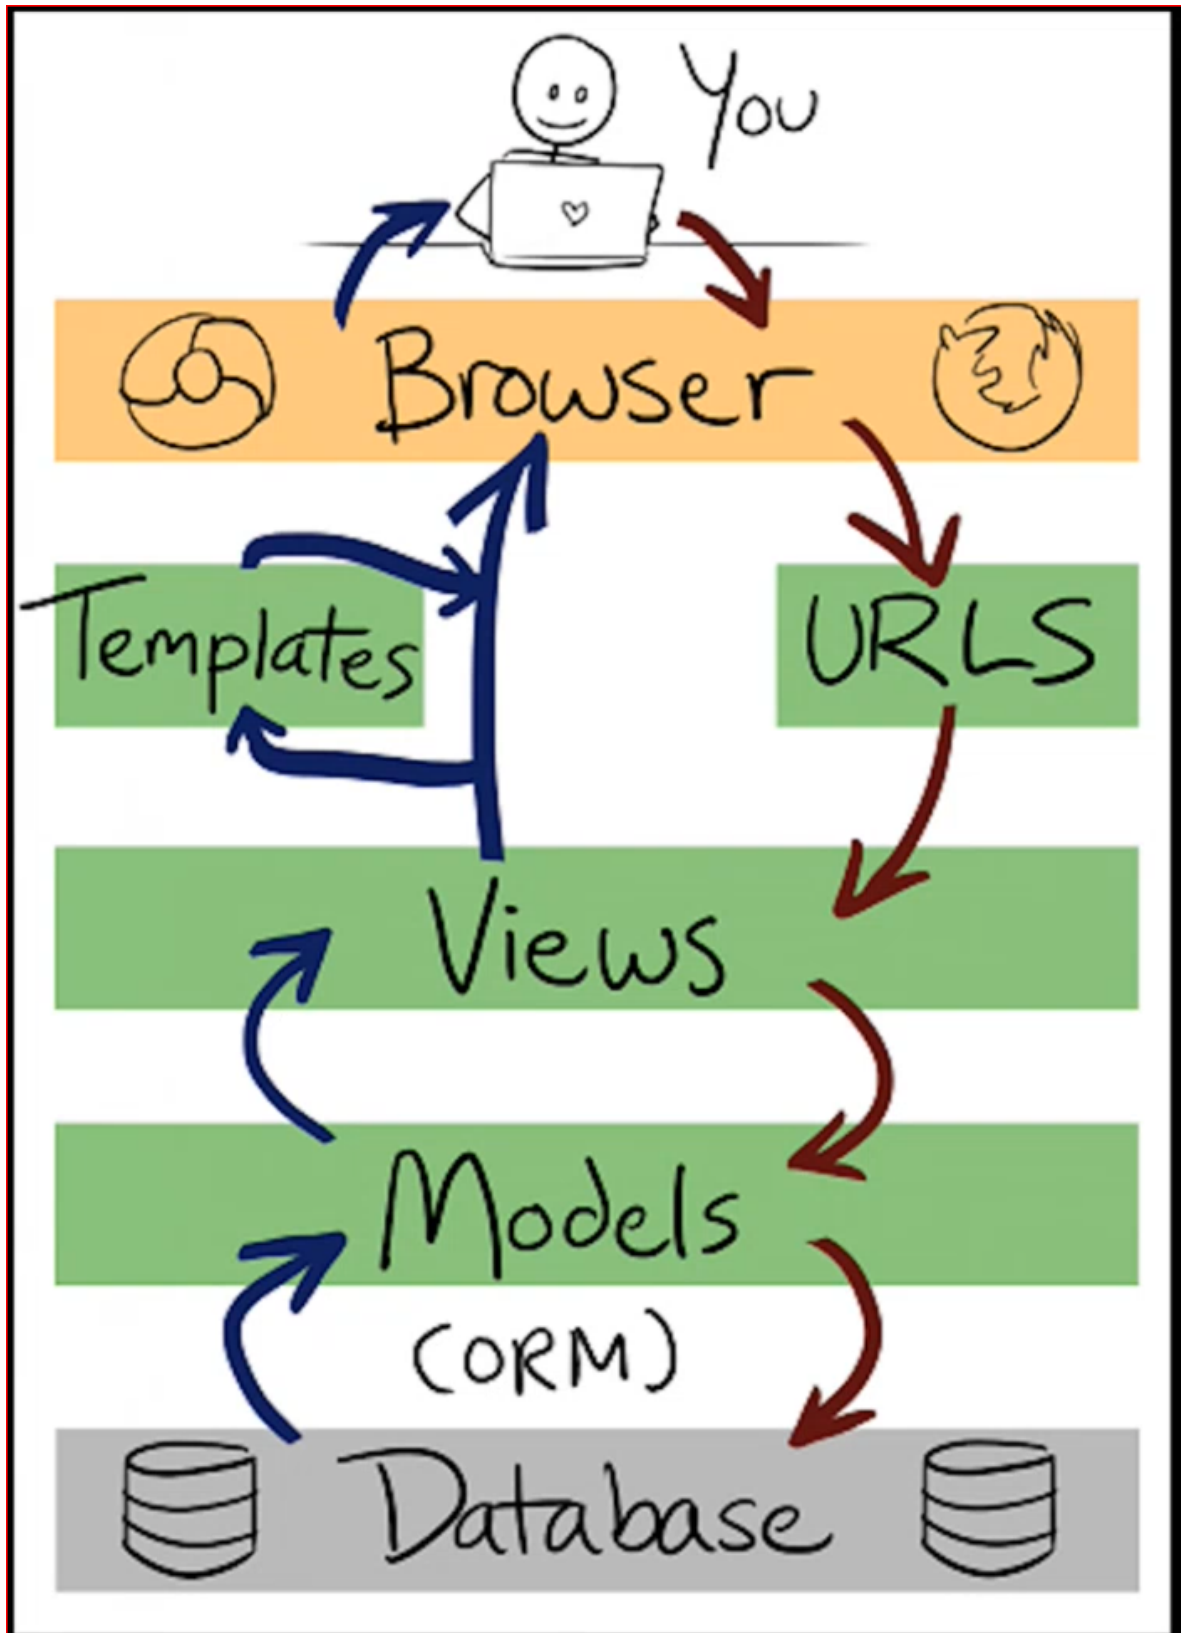 You
Browser
Templates
URLS
Views
Models
(ORM)
Database